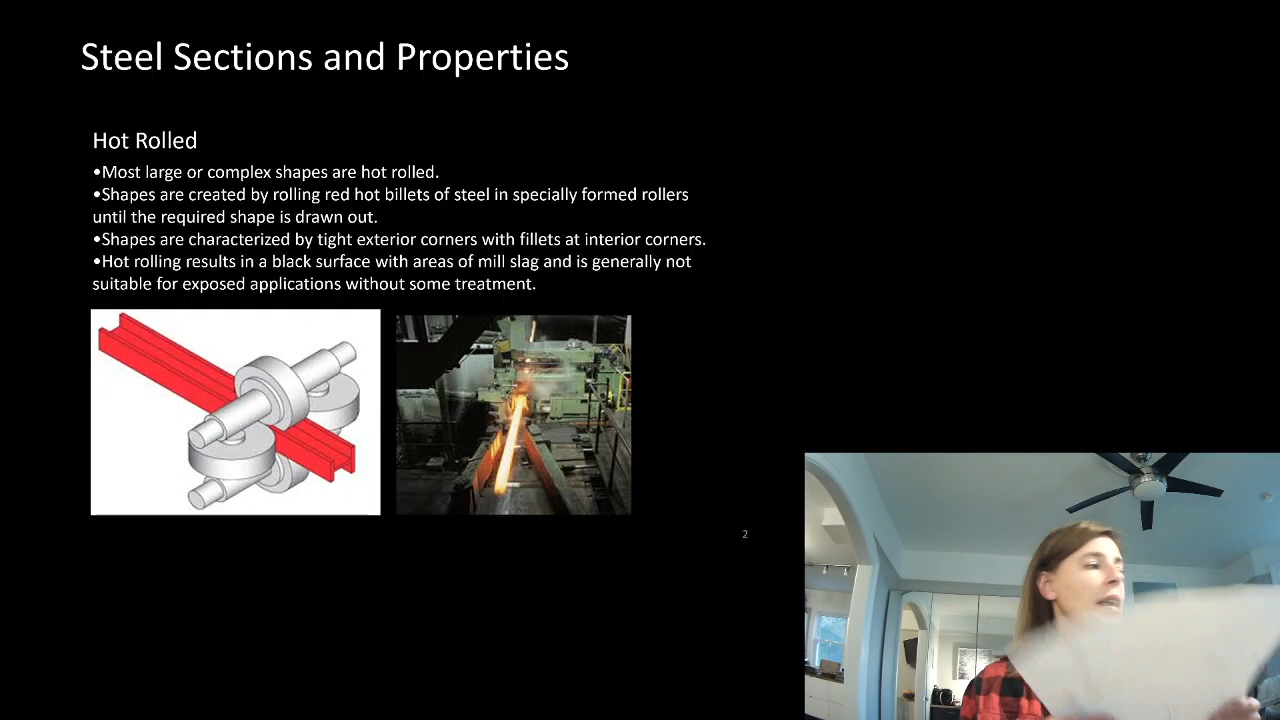 Steel Sections and Properties
Hot Rolled
•Most large or complex shapes are hot rolled.
•Shapes are created by rolling red hot billets of steel in specially formed rollers
until the required shape is drawn out.
•Shapes are characterized by tight exterior corners with fillets at interior corners.
•Hot rolling results in a black surface with areas of mill slag and is generally not
suitable for exposed applications without some treatment.
2